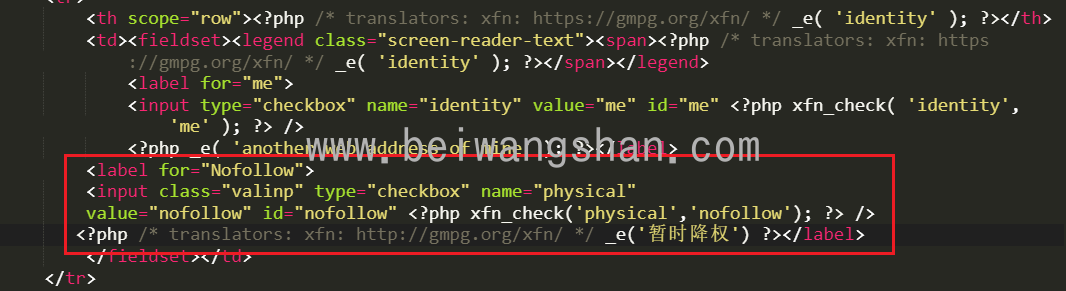 <tr>
<th scope="row"><?php /* translators: xfn: https://gmpg.org/xfn/ */ _e( 'identity' ); ?></th>
<td><fieldset><legend class="screen-reader-text"><span><?php /* translators: xfn: https
://gmpg.org/xfn/ */ _e( 'identity' ); ?></span></legend>
<label for="me">
<input type="checkbox" name="identity" value="me" id="me" <?php xfn_check( 'identity',
'me' ); ?> />
<?php _e( 'another web address of mine' ); ?></label>
www.beiwangshan.com
<label for="Nofollow">
<input class="valinp" type="checkbox" name="physical"
value="nofollow" id="nofollow" <?php xfn_check('physical','nofollow'); ?> />
<?php /* translators: xfn: http://gmpg.org/xfn/ */ _e('暂时降权') ?></label>
</fieldset></td>
</tr>